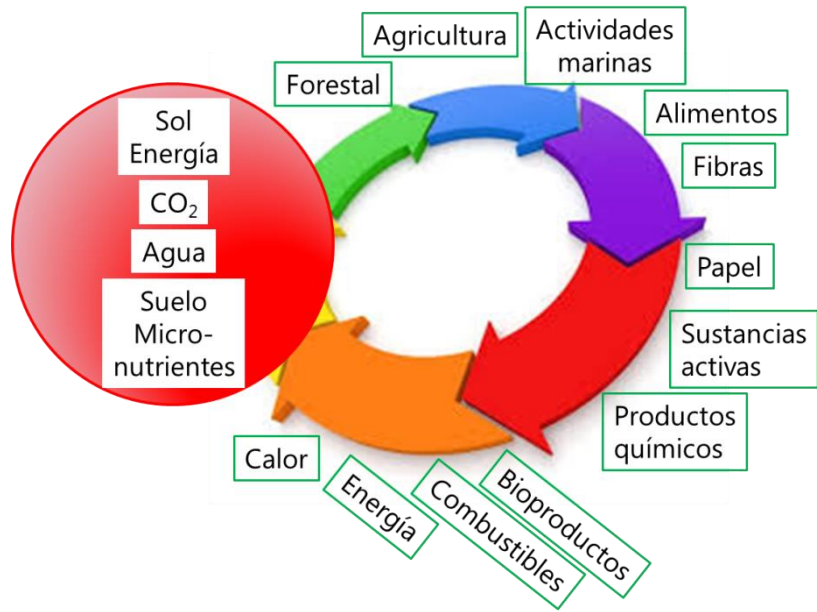 Sol
Energía
CO₂
Agua
Suelo
Micro-
nutrientes
Forestal
Agricultura
Actividades
marinas
Alimentos
Fibras
Papel
Sustancias
activas
Productos
químicos
Bioproductos
Combustibles
Energía
Calor